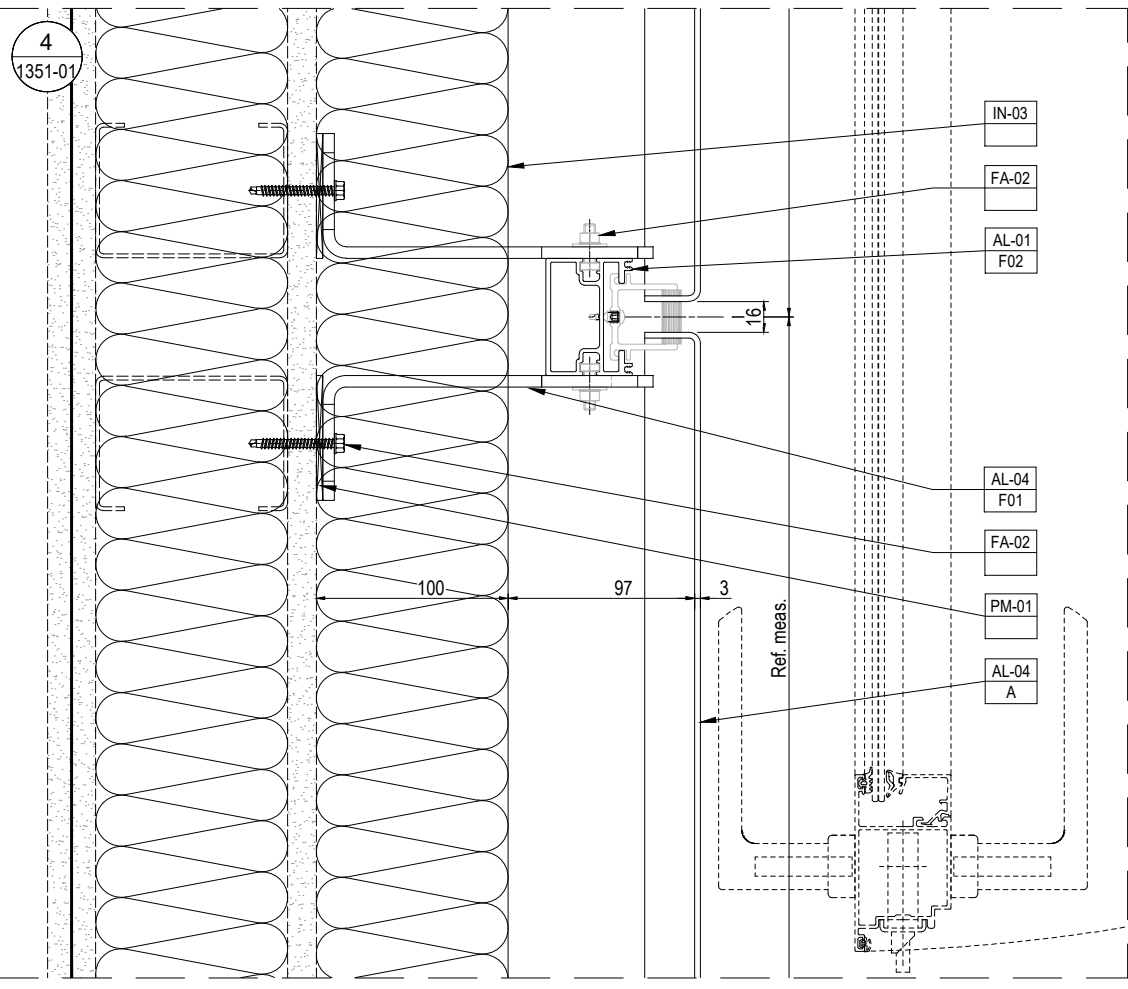 4
1351-01
IN-03
FA-02
AL-01
F02
16
AL-04
F01
FA-02
100
97
3
PM-01
Ref. meas.
AL-04
A